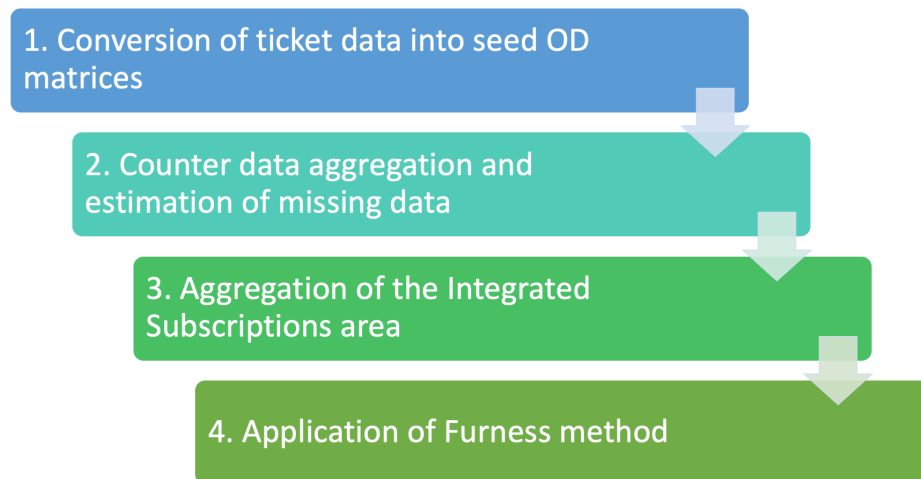 1. Conversion of ticket data into seed OD
matrices
2. Counter data aggregation and
estimation of missing data
3. Aggregation of the Integrated
Subscriptions area
4. Application of Furness method